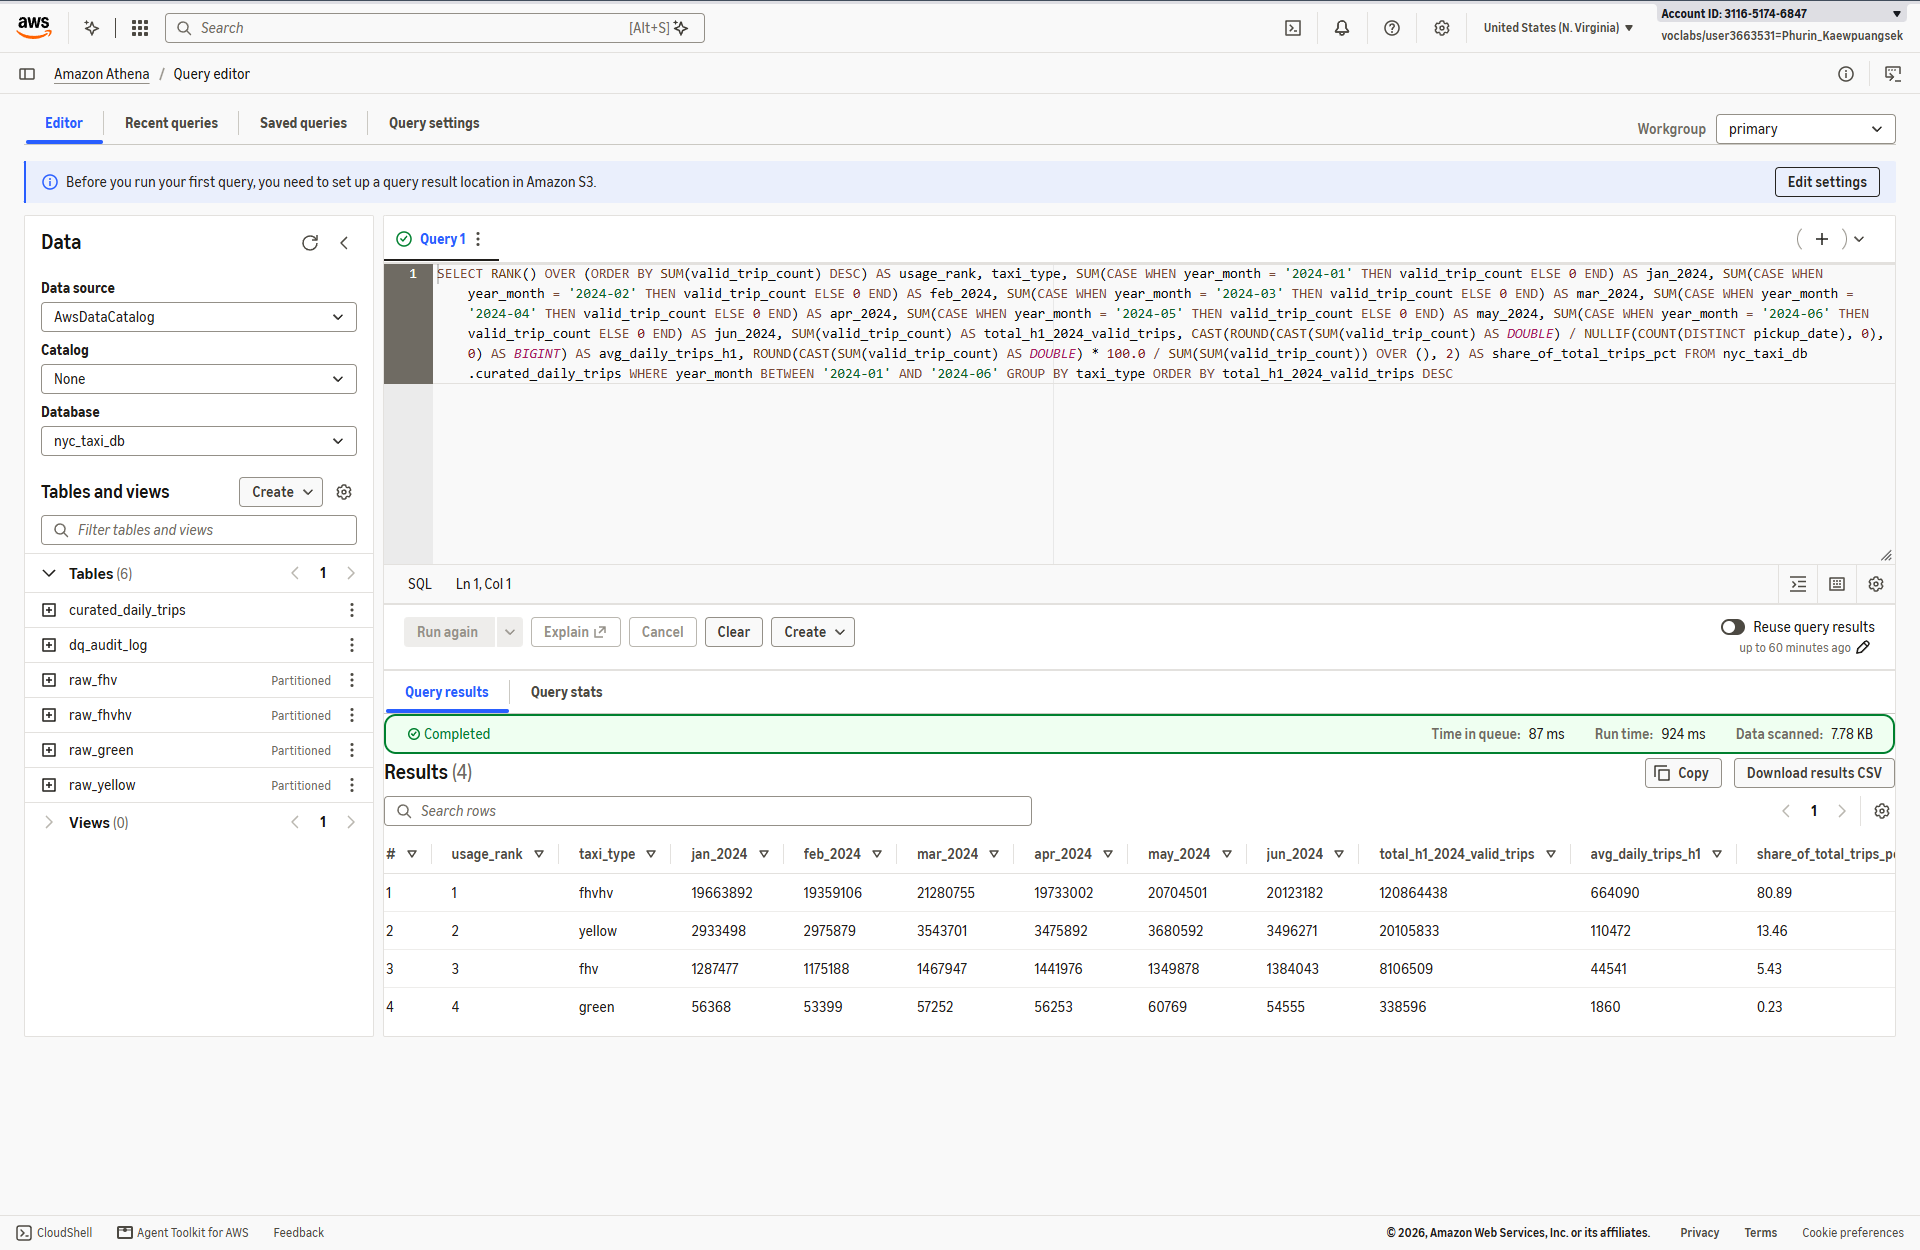 aws
Search
[Alt+S]
United States (N. Virginia)
Account ID: 3116-5174-6847
voclabs/user3663531=Phurin_Kaewpuangsek
Amazon Athena / Query editor
Editor
Recent queries
Saved queries
Query settings
Workgroup
primary
Before you run your first query, you need to set up a query result location in Amazon S3.
Edit settings
Data
Data source
AwsDataCatalog
Catalog
None
Database
nyc_taxi_db
Tables and views
Create
Filter tables and views
Tables (6)
1
curated_daily_trips
dq_audit_log
raw_fhv Partitioned
raw_fhvhv Partitioned
raw_green Partitioned
raw_yellow Partitioned
Views (0)
1
Query 1
1
SELECT RANK() OVER (ORDER BY SUM(valid_trip_count) DESC) AS usage_rank, taxi_type, SUM(CASE WHEN year_month = '2024-01' THEN valid_trip_count ELSE 0 END) AS jan_2024, SUM(CASE WHEN
year_month = '2024-02' THEN valid_trip_count ELSE 0 END) AS feb_2024, SUM(CASE WHEN year_month = '2024-03' THEN valid_trip_count ELSE 0 END) AS mar_2024, SUM(CASE WHEN year_month =
'2024-04' THEN valid_trip_count ELSE 0 END) AS apr_2024, SUM(CASE WHEN year_month = '2024-05' THEN valid_trip_count ELSE 0 END) AS may_2024, SUM(CASE WHEN year_month = '2024-06' THEN
valid_trip_count ELSE 0 END) AS jun_2024, SUM(valid_trip_count) AS total_h1_2024_valid_trips, CAST(ROUND(CAST(SUM(valid_trip_count) AS DOUBLE) / NULLIF(COUNT(DISTINCT pickup_date), 0),
0) AS BIGINT) AS avg_daily_trips_h1, ROUND(CAST(SUM(valid_trip_count) AS DOUBLE) * 100.0 / SUM(SUM(valid_trip_count)) OVER (), 2) AS share_of_total_trips_pct FROM nyc_taxi_db
.curated_daily_trips WHERE year_month BETWEEN '2024-01' AND '2024-06' GROUP BY taxi_type ORDER BY total_h1_2024_valid_trips DESC
SQL Ln 1, Col 1
Run again
Explain
Cancel
Clear
Create
Reuse query results
up to 60 minutes ago
Query results
Query stats
Completed
Time in queue: 87 ms Run time: 924 ms Data scanned: 7.78 KB
Results (4)
Copy
Download results CSV
Search rows
1
# usage_rank taxi_type jan_2024 feb_2024 mar_2024 apr_2024 may_2024 jun_2024 total_h1_2024_valid_trips avg_daily_trips_h1 share_of_total_trips_p
1 1 fhvhv 19663892 19359106 21280755 19733002 20704501 20123182 120864438 664090 80.89
2 2 yellow 2933498 2975879 3543701 3475892 3680592 3496271 20105833 110472 13.46
3 3 fhv 1287477 1175188 1467947 1441976 1349878 1384043 8106509 44541 5.43
4 4 green 56368 53399 57252 56253 60769 54555 338596 1860 0.23
CloudShell
Agent Toolkit for AWS
Feedback
© 2026, Amazon Web Services, Inc. or its affiliates.
Privacy
Terms
Cookie preferences